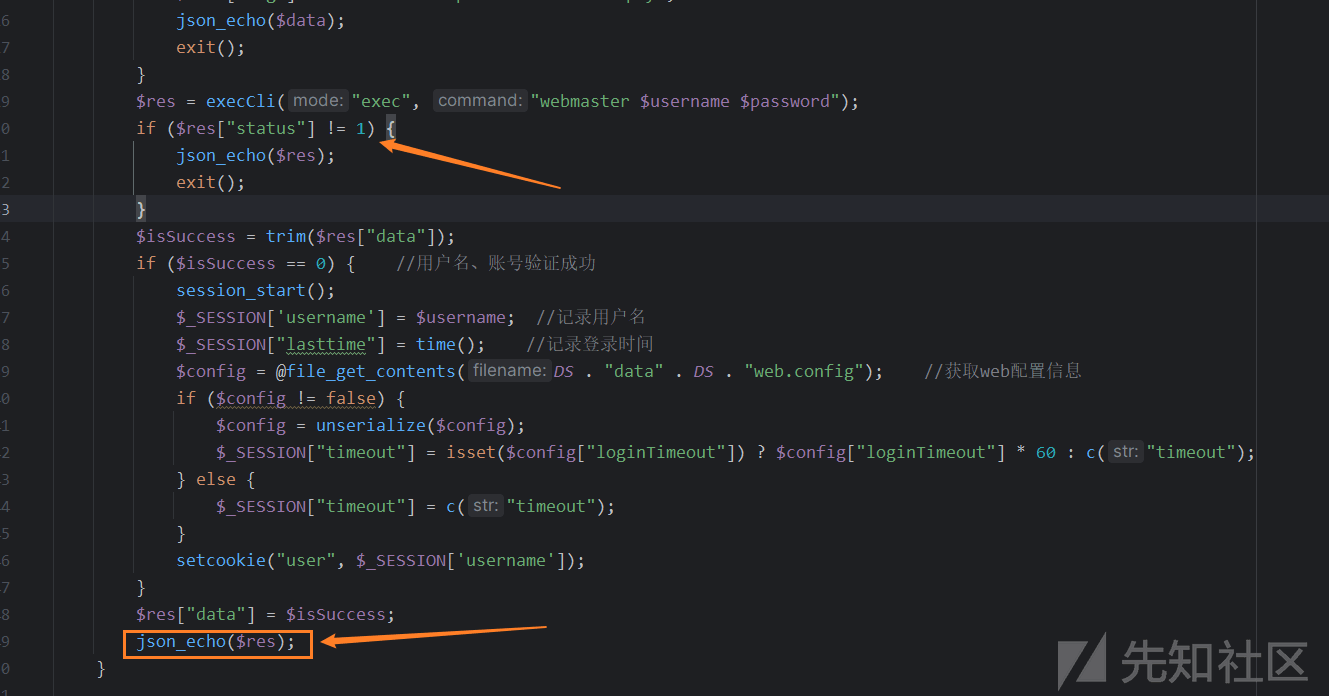 6 json_echo($data);
7 exit();
8 }
9 $res = execCli( mode: "exec", command: "webmaster $username $password");
0 if ($res["status"] != 1) {
1 json_echo($res);
2 exit();
3 }
4 $isSuccess = trim($res["data"]);
5 if ($isSuccess == 0) { //用户名、账号验证成功
6 session_start();
7 $_SESSION['username'] = $username; //记录用户名
8 $_SESSION["lasttime"] = time(); //记录登录时间
9 $config = @file_get_contents( filename: DS . "data" . DS . "web.config"); //获取web配置信息
0 if ($config != false) {
1 $config = unserialize($config);
2 $_SESSION["timeout"] = isset($config["loginTimeout"]) ? $config["loginTimeout"] * 60 : c( str: "timeout");
3 } else {
4 $_SESSION["timeout"] = c( str: "timeout");
5 }
6 setcookie("user", $_SESSION['username']);
7 }
8 $res["data"] = $isSuccess;
9 json_echo($res);
0 }
先知社区